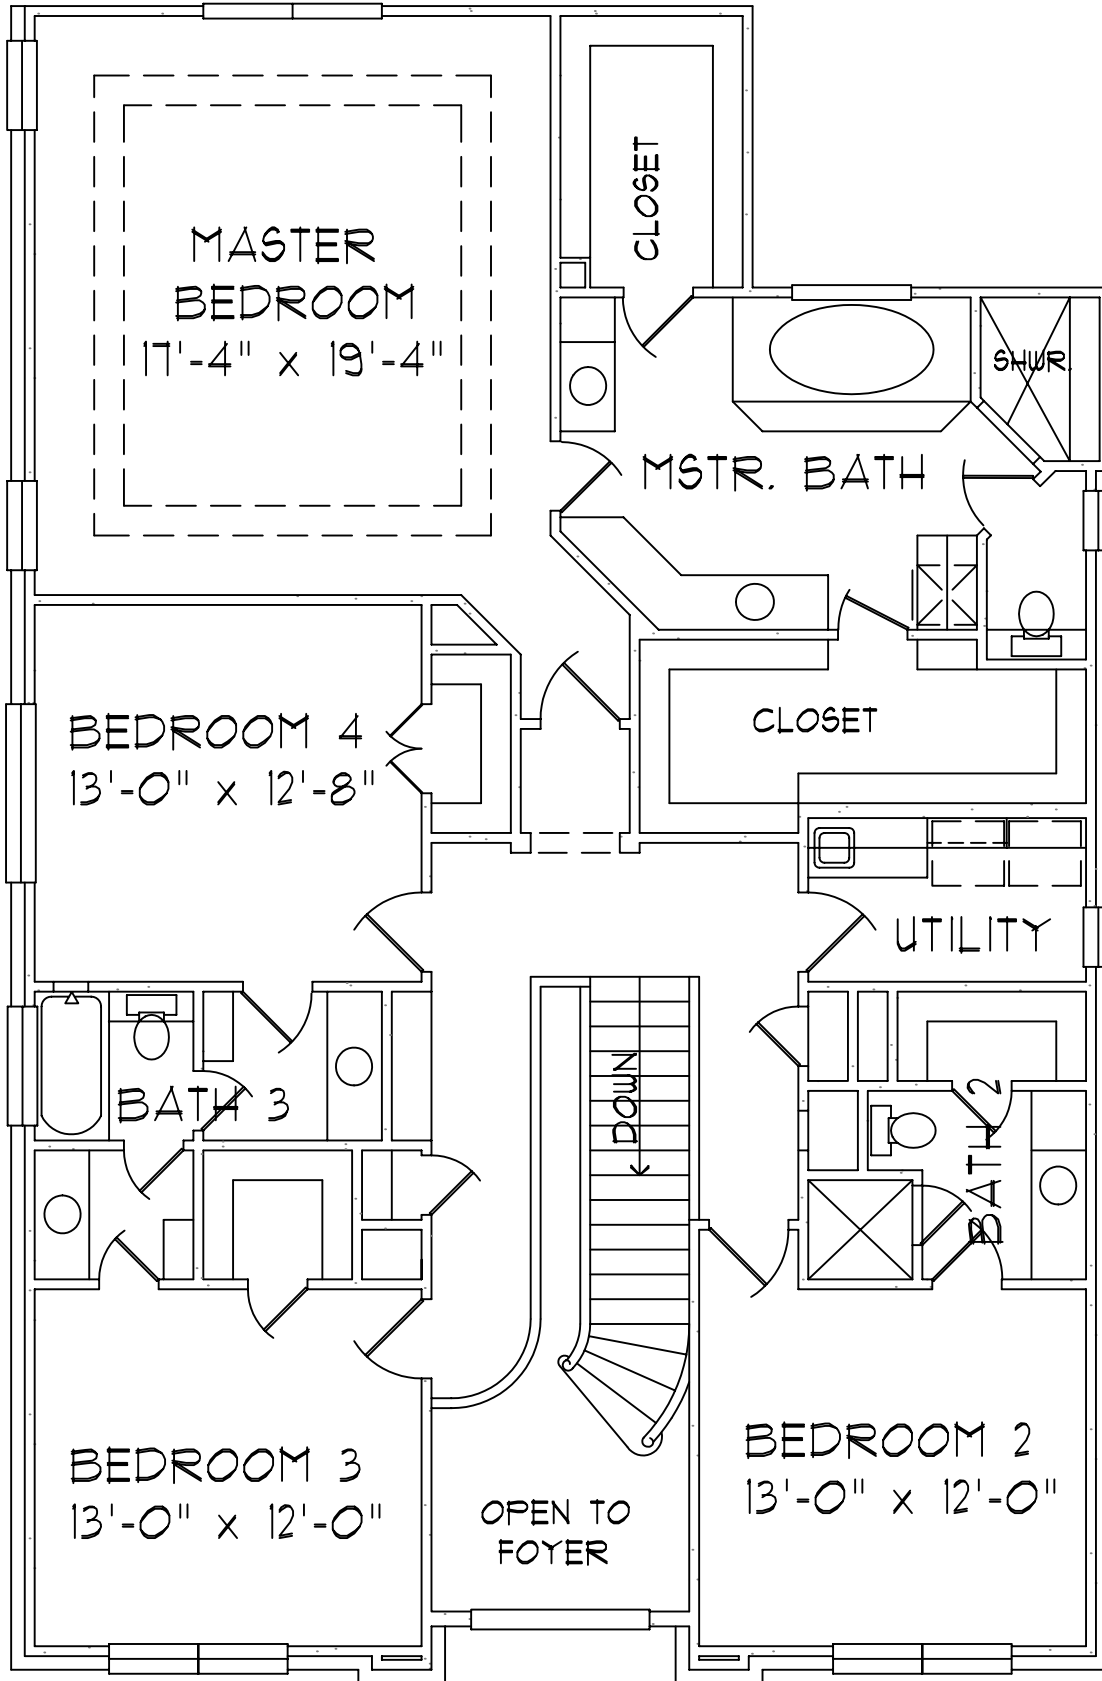 CLOSET
MASTER
BEDROOM
17'-4" x 19'-4"
SHWR.
MSTR. BATH
BEDROOM 4
13'-0" x 12'-8"
CLOSET
UTILITY
BATH 3
DOWN
BATH 2
BEDROOM 3
13'-0" x 12'-0"
OPEN TO
FOYER
BEDROOM 2
13'-0" x 12'-0"